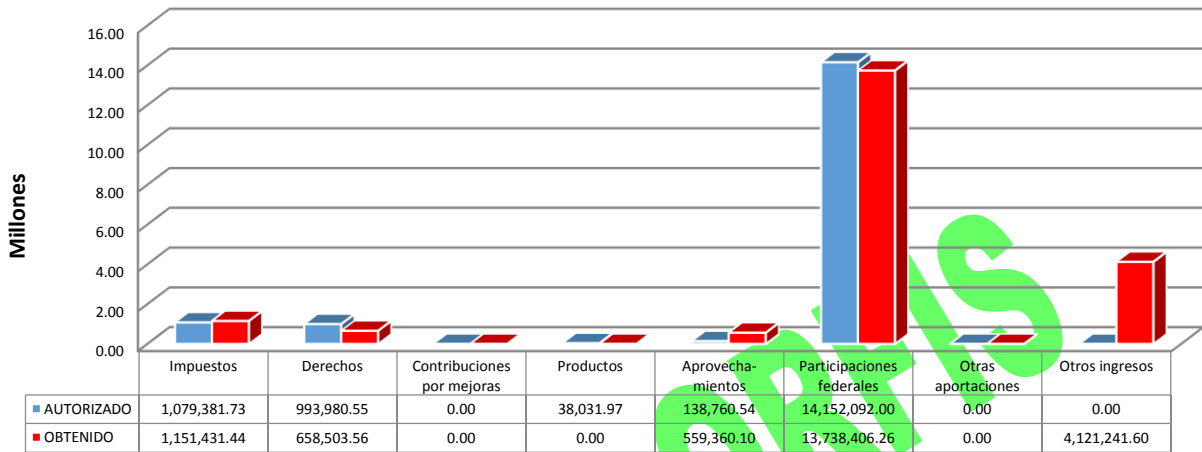 16.00
14.00
12.00
10.00
8.00
6.00
4.00
2.00
0.00
Millones
Impuestos
Derechos
Contribuciones
por mejoras
Productos
Aprovecha-
mientos
Participaciones
federales
Otras
aportaciones
Otros ingresos
AUTORIZADO 1,079,381.73 993,980.55 0.00 38,031.97 138,760.54 14,152,092.00 0.00 0.00
OBTENIDO 1,151,431.44 658,503.56 0.00 0.00 559,360.10 13,738,406.26 0.00 4,121,241.60